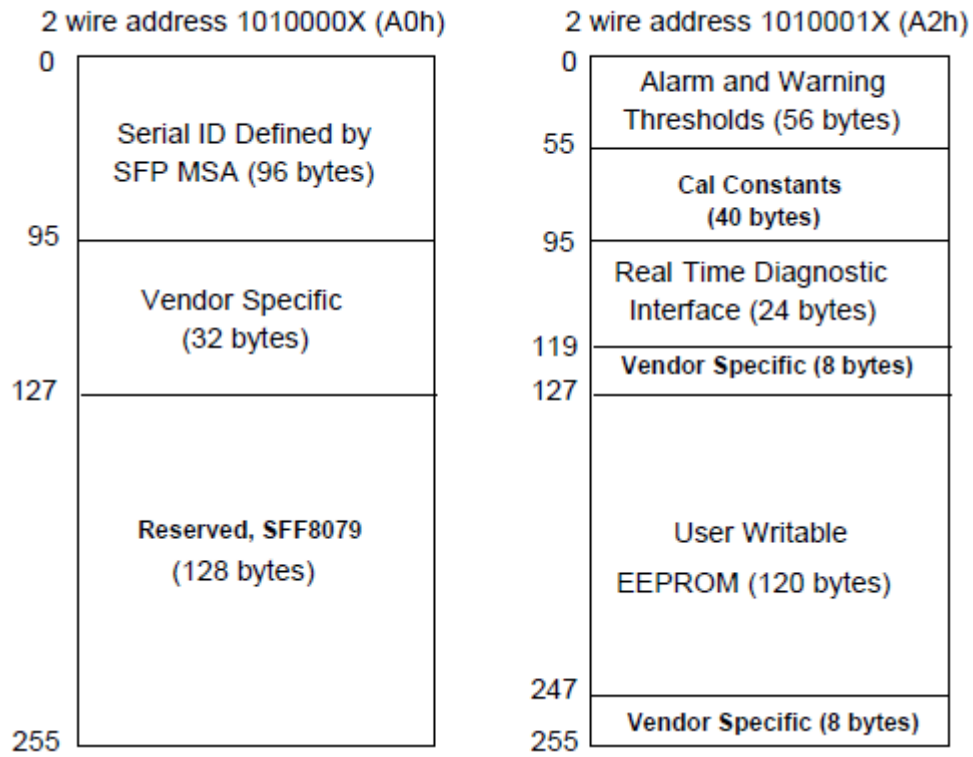 2 wire address 1010000X (A0h)
0
Serial ID Defined by
SFP MSA (96 bytes)
95
Vendor Specific
(32 bytes)
127
Reserved, SFF8079
(128 bytes)
255
2 wire address 1010001X (A2h)
0
Alarm and Warning
Thresholds (56 bytes)
55
Cal Constants
(40 bytes)
95
Real Time Diagnostic
Interface (24 bytes)
119
Vendor Specific (8 bytes)
127
User Writable
EEPROM (120 bytes)
247
Vendor Specific (8 bytes)
255